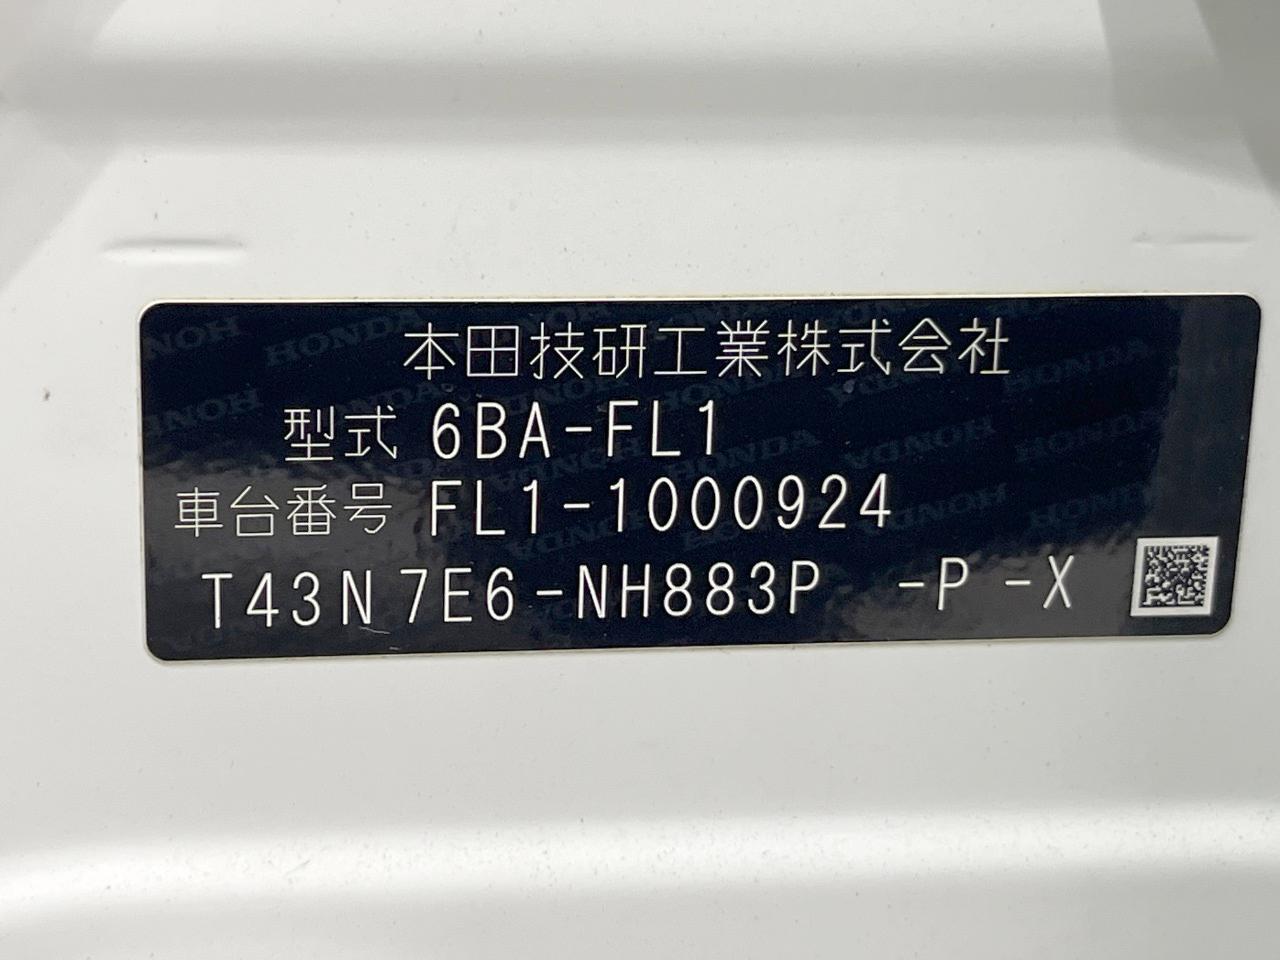 本田技研工業株式会社
型式 6BA-FL1
車台番号 FL1-1000924
T43N 7E6-NH883P -P -X